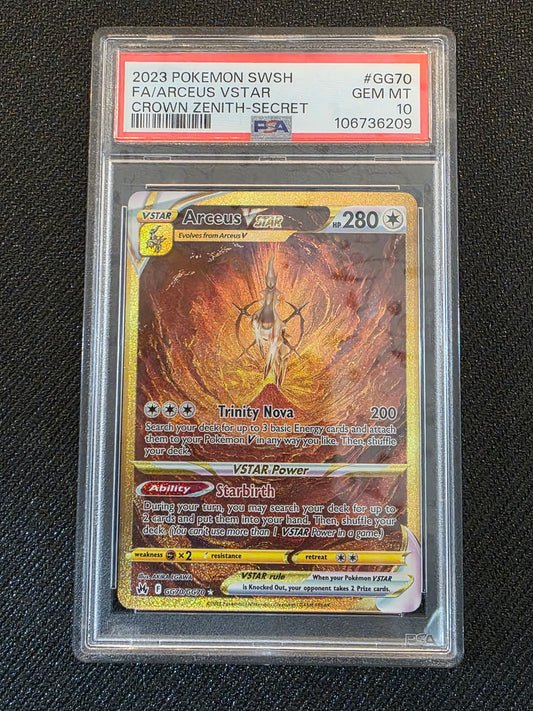 2023 POKEMON SWSH #GG70
FA/ARCEUS VSTAR GEM MT
CROWN ZENITH-SECRET 10
PSA 106736209
VSTAR Arceus VSTAR HP 280
Evolves from Arceus V
Trinity Nova 200
Search your deck for up to 3 basic Energy cards and attach
them to your Pokémon V in any way you like. Then, shuffle
your deck.
VSTAR Power
Ability Starbirth
During your turn, you may search your deck for up to
2 cards and put them into your hand. Then, shuffle your
deck. (You can't use more than 1 VSTAR Power in a game.)
weakness ×2 resistance retreat
Illus. AKIRA EGAWA
VSTAR rule When your Pokémon VSTAR
is Knocked Out, your opponent takes 2 Prize cards.
F GG70/GG70 ★
PSA